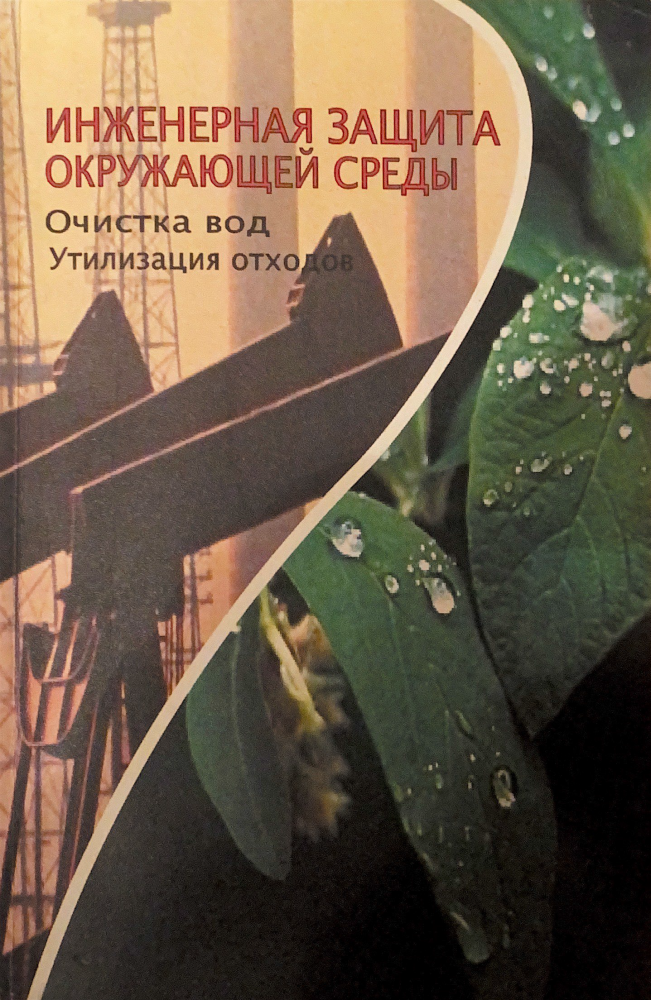 ИНЖЕНЕРНАЯ ЗАЩИТА
ОКРУЖАЮЩЕЙ СРЕДЫ
Очистка вод
Утилизация отходов